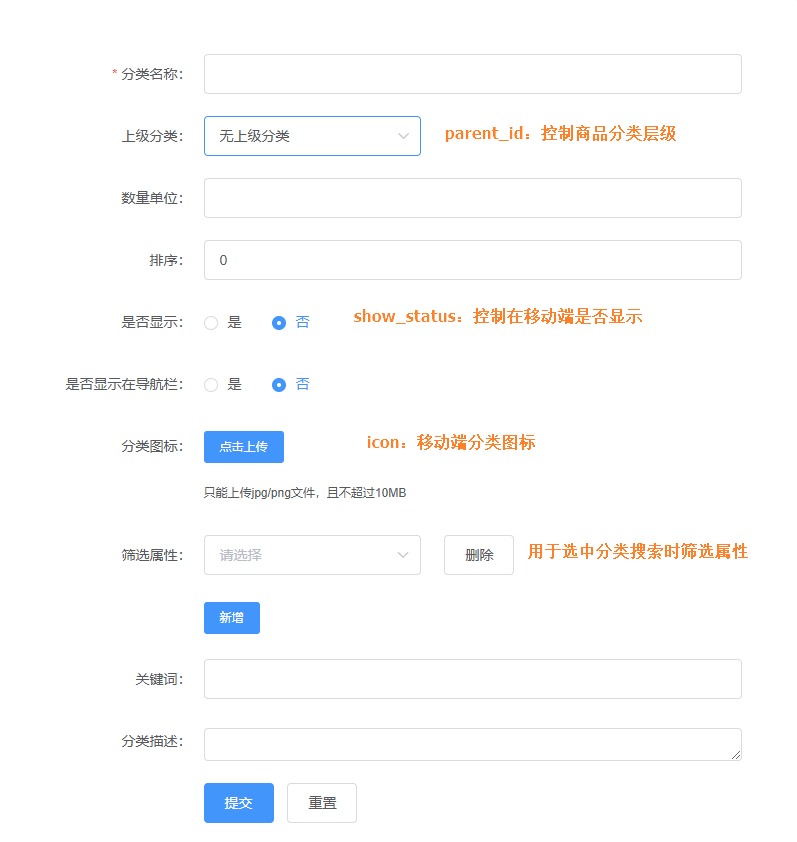 * 分类名称：
上级分类： 无上级分类 parent_id：控制商品分类层级
数量单位：
排序： 0
是否显示： 是 否 show_status：控制在移动端是否显示
是否显示在导航栏： 是 否
分类图标： 点击上传 icon：移动端分类图标
只能上传jpg/png文件，且不超过10MB
筛选属性： 请选择 删除 用于选中分类搜索时筛选属性
新增
关键词：
分类描述：
提交 重置